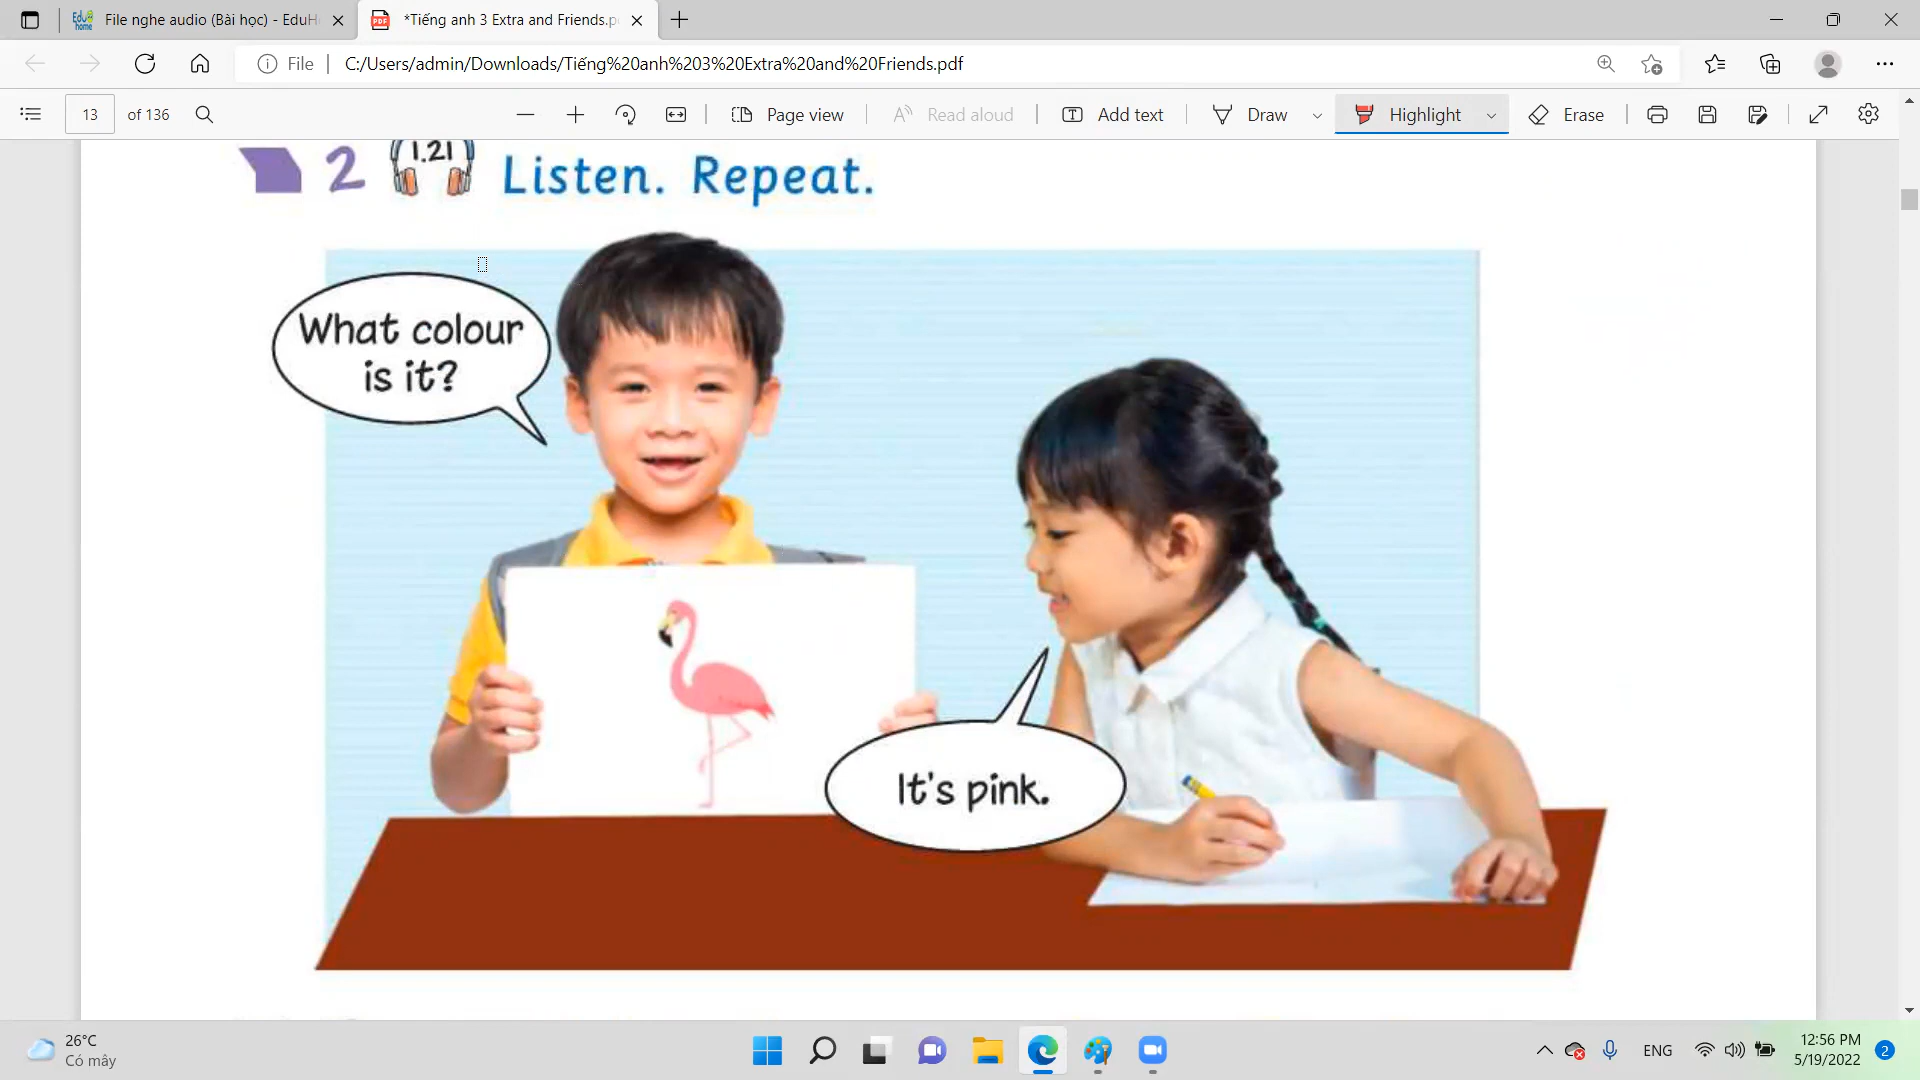 File nghe audio (Bài học) - EduH
*Tiếng anh 3 Extra and Friends.p
File
C:/Users/admin/Downloads/Tiếng%20anh%203%20Extra%20and%20Friends.pdf
13 of 136
Page view
Read aloud
Add text
Draw
Highlight
Erase
2 1.21 Listen. Repeat.
What colour
is it?
It's pink.
26°C
Có mây
ENG
12:56 PM
5/19/2022
2